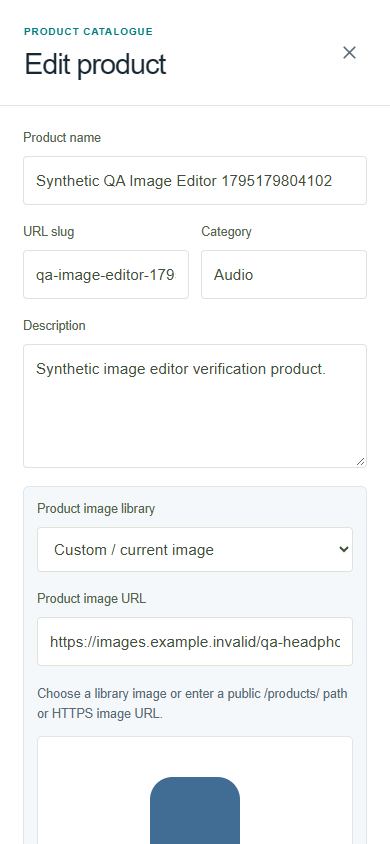 PRODUCT CATALOGUE
Edit product
Product name
Synthetic QA Image Editor 1795179804102
URL slug
Category
qa-image-editor-179
Audio
Description
Synthetic image editor verification product.
Product image library
Custom / current image
Product image URL
https://images.example.invalid/qa-headpho
Choose a library image or enter a public /products/ path
or HTTPS image URL.